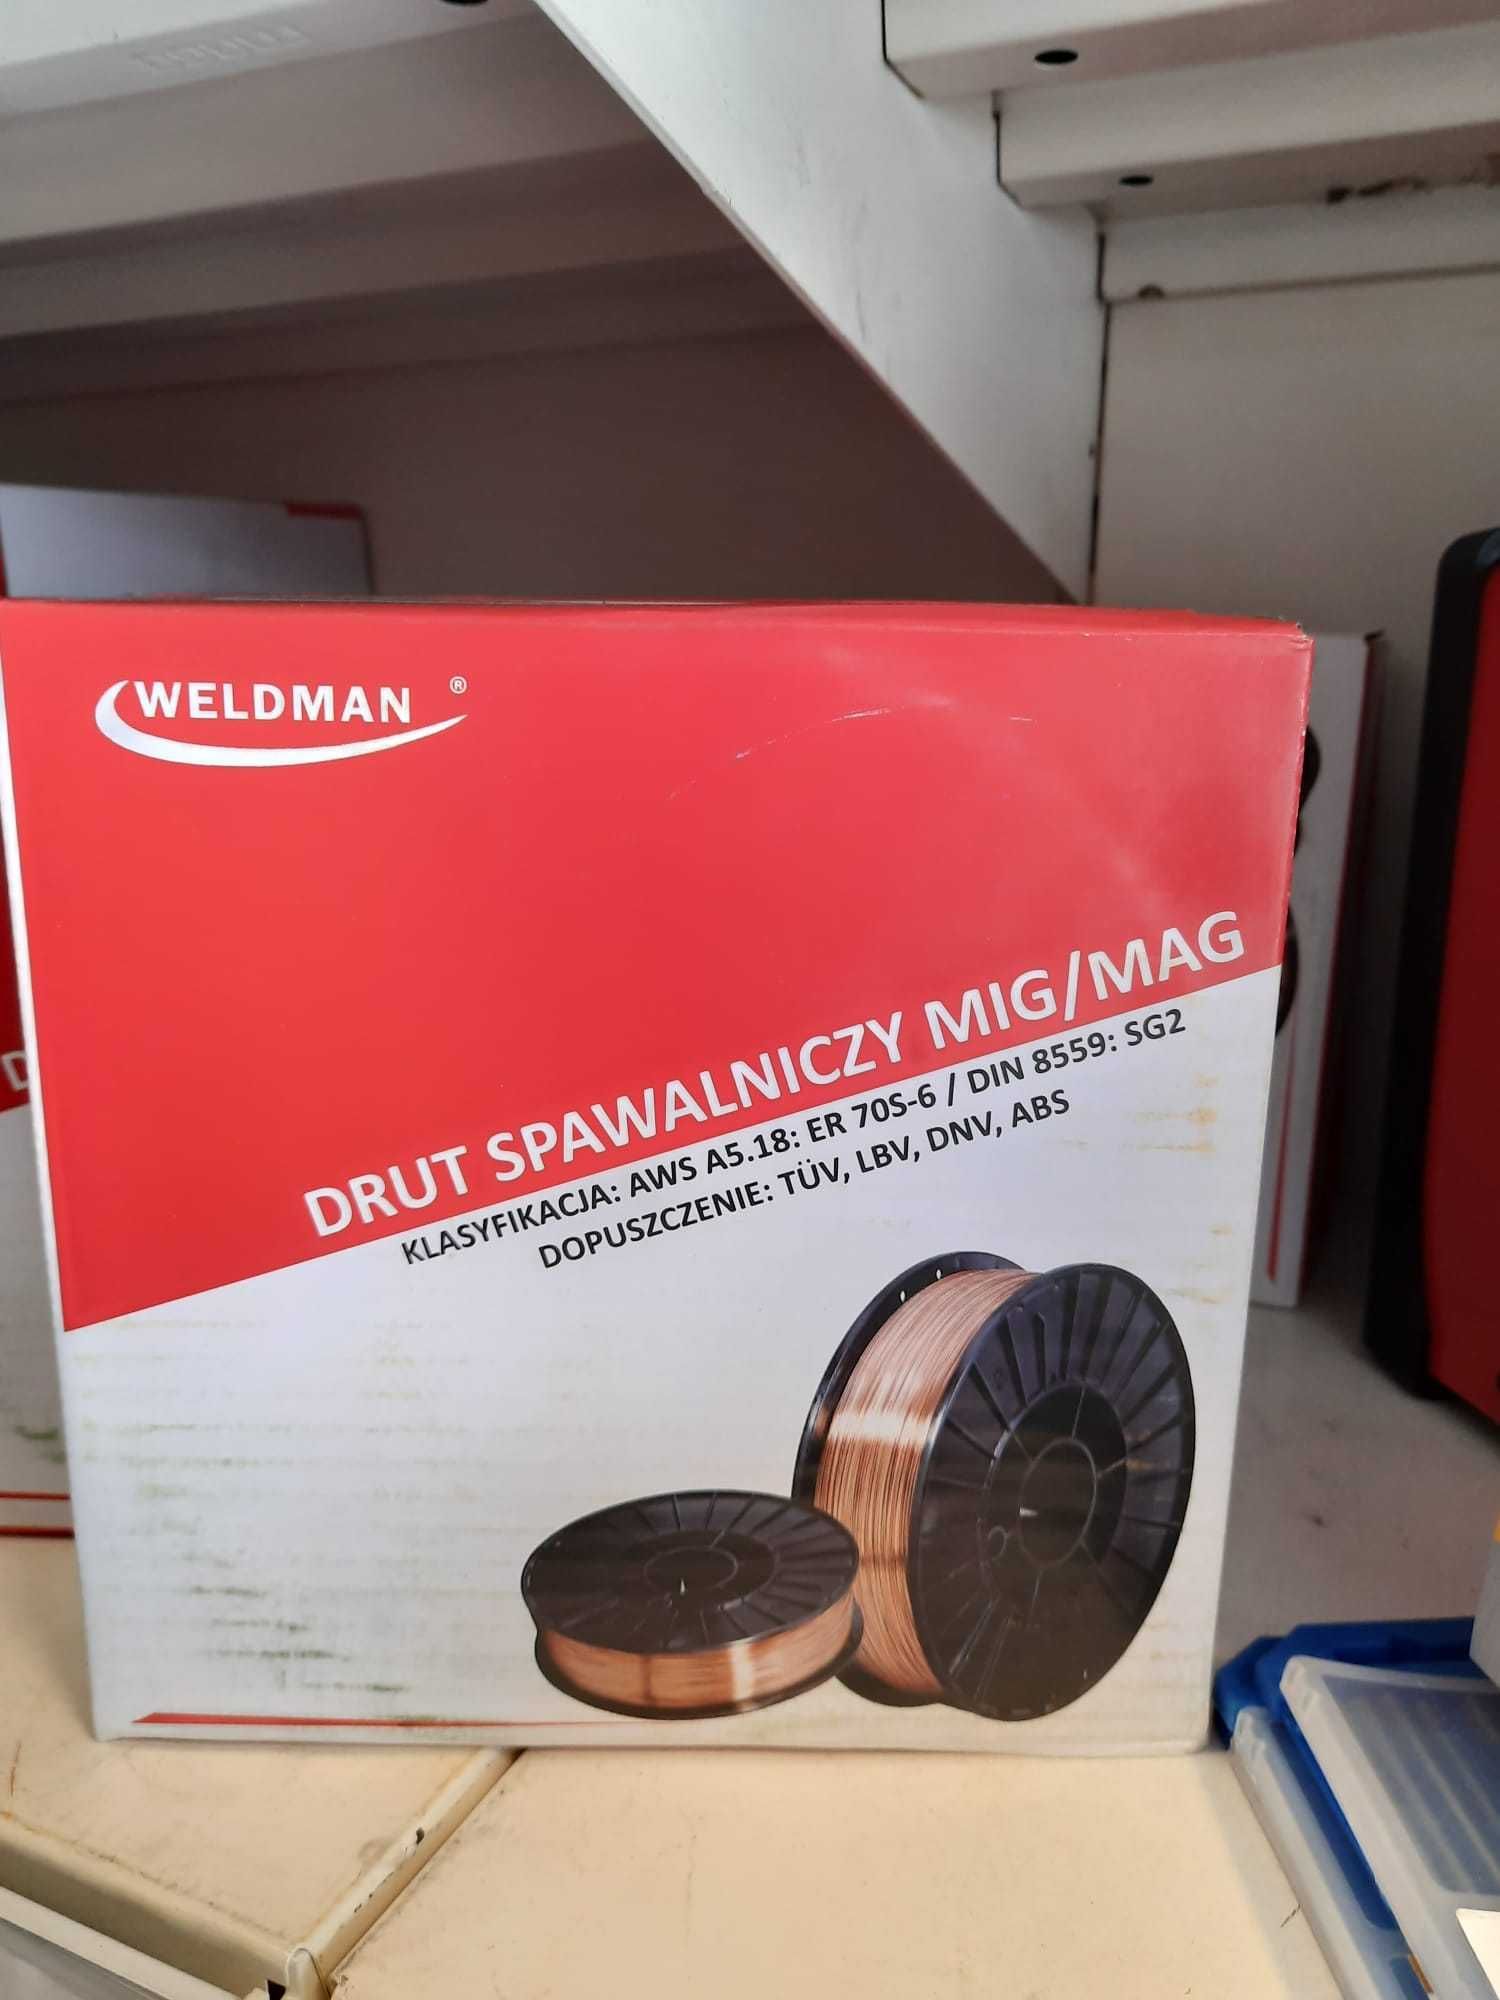 WELDMAN ®
DRUT SPAWALNICZY MIG/MAG
KLASYFIKACJA: AWS A5.18: ER 70S-6 / DIN 8559: SG2
DOPUSZCZENIE: TÜV, LBV, DNV, ABS
D